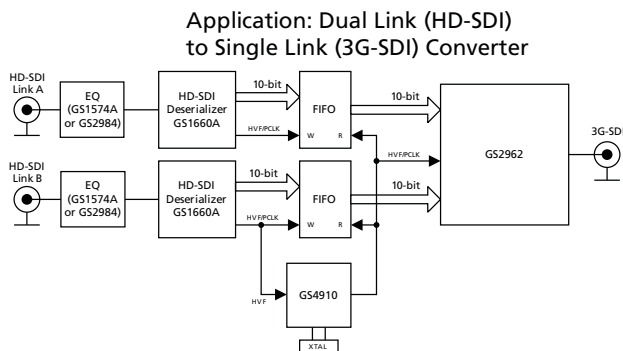 Application: Dual Link (HD-SDI)
to Single Link (3G-SDI) Converter
HD-SDI
Link A
EQ
(GS1574A
or GS2984)
HD-SDI
Deserializer
GS1660A
10-bit
HVF/PCLK
FIFO
W R
10-bit
HVF/PCLK
GS2962
3G-SDI
HD-SDI
Link B
EQ
(GS1574A
or GS2984)
HD-SDI
Deserializer
GS1660A
10-bit
HVF/PCLK
FIFO
W R
10-bit
HVF
GS4910
XTAL